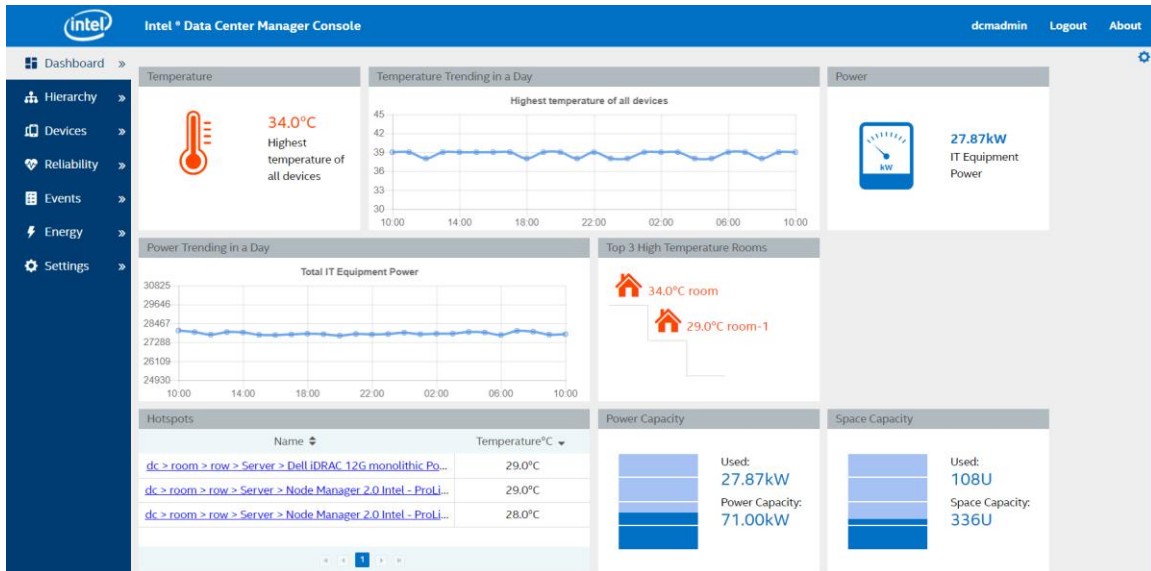 intel
Intel ® Data Center Manager Console
dcmadmin Logout About
Dashboard »
Hierarchy »
Devices »
Reliability »
Events »
Energy »
Settings »
Temperature
34.0°C
Highest
temperature of
all devices
Temperature Trending in a Day
Highest temperature of all devices
45
42
39
36
33
30
10:00 14:00 18:00 22:00 02:00 06:00 10:00
Power
kW
27.87kW
IT Equipment
Power
Power Trending in a Day
Total IT Equipment Power
30825
29646
28467
27288
26109
24930
10:00 14:00 18:00 22:00 02:00 06:00 10:00
Top 3 High Temperature Rooms
34.0°C room
29.0°C room-1
Hotspots
Name Temperature°C
dc > room > row > Server > Dell iDRAC 12G monolithic Po... 29.0°C
dc > room > row > Server > Node Manager 2.0 Intel - ProLi... 29.0°C
dc > room > row > Server > Node Manager 2.0 Intel - ProLi... 28.0°C
« ‹ 1 › »
Power Capacity
Used:
27.87kW
Power Capacity:
71.00kW
Space Capacity
Used:
108U
Space Capacity:
336U